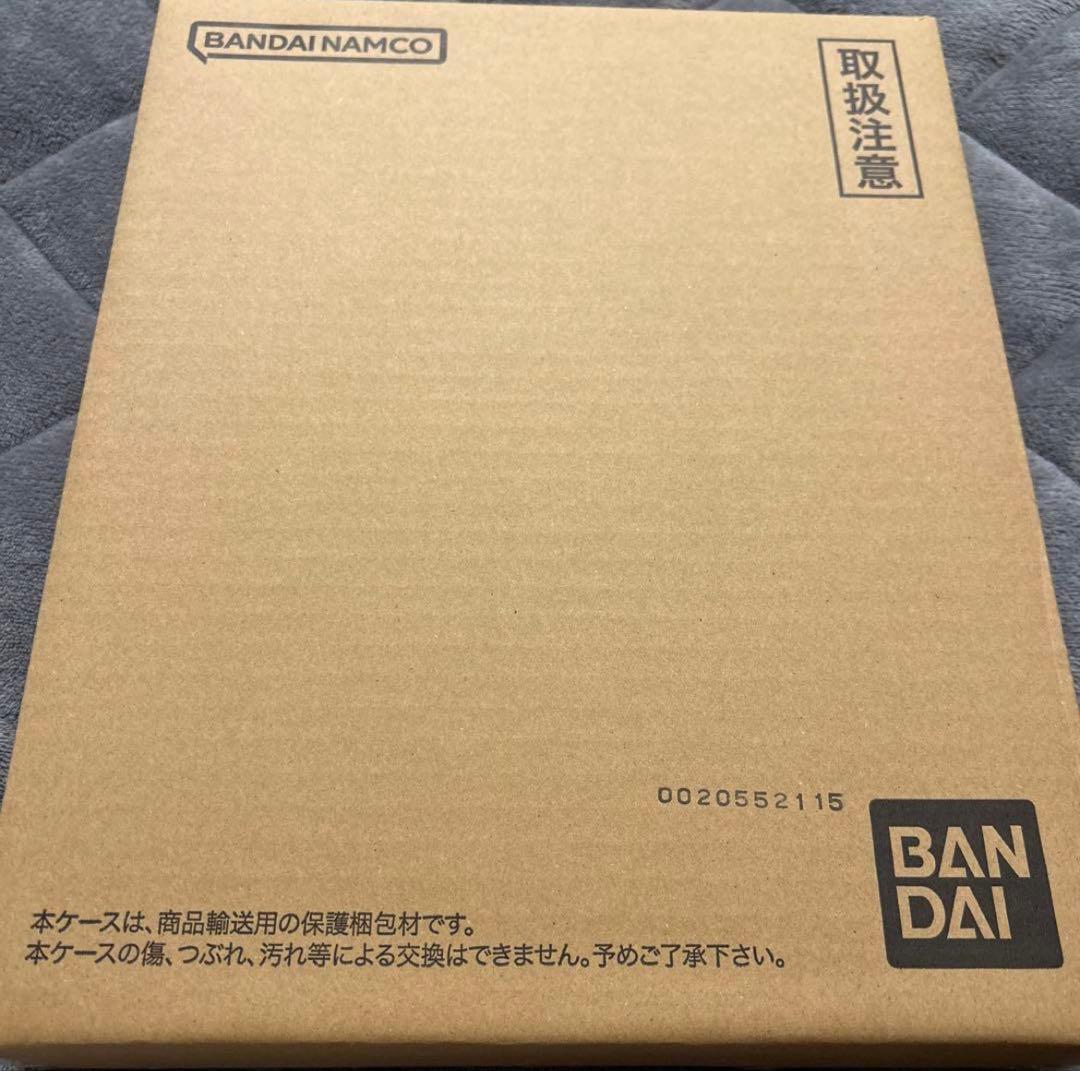 BANDAI NAMCO
取扱注意
0020552115
BAN
DAI
本ケースは、商品輸送用の保護梱包材です。
本ケースの傷、つぶれ、汚れ等による交換はできません。予めご了承下さい。